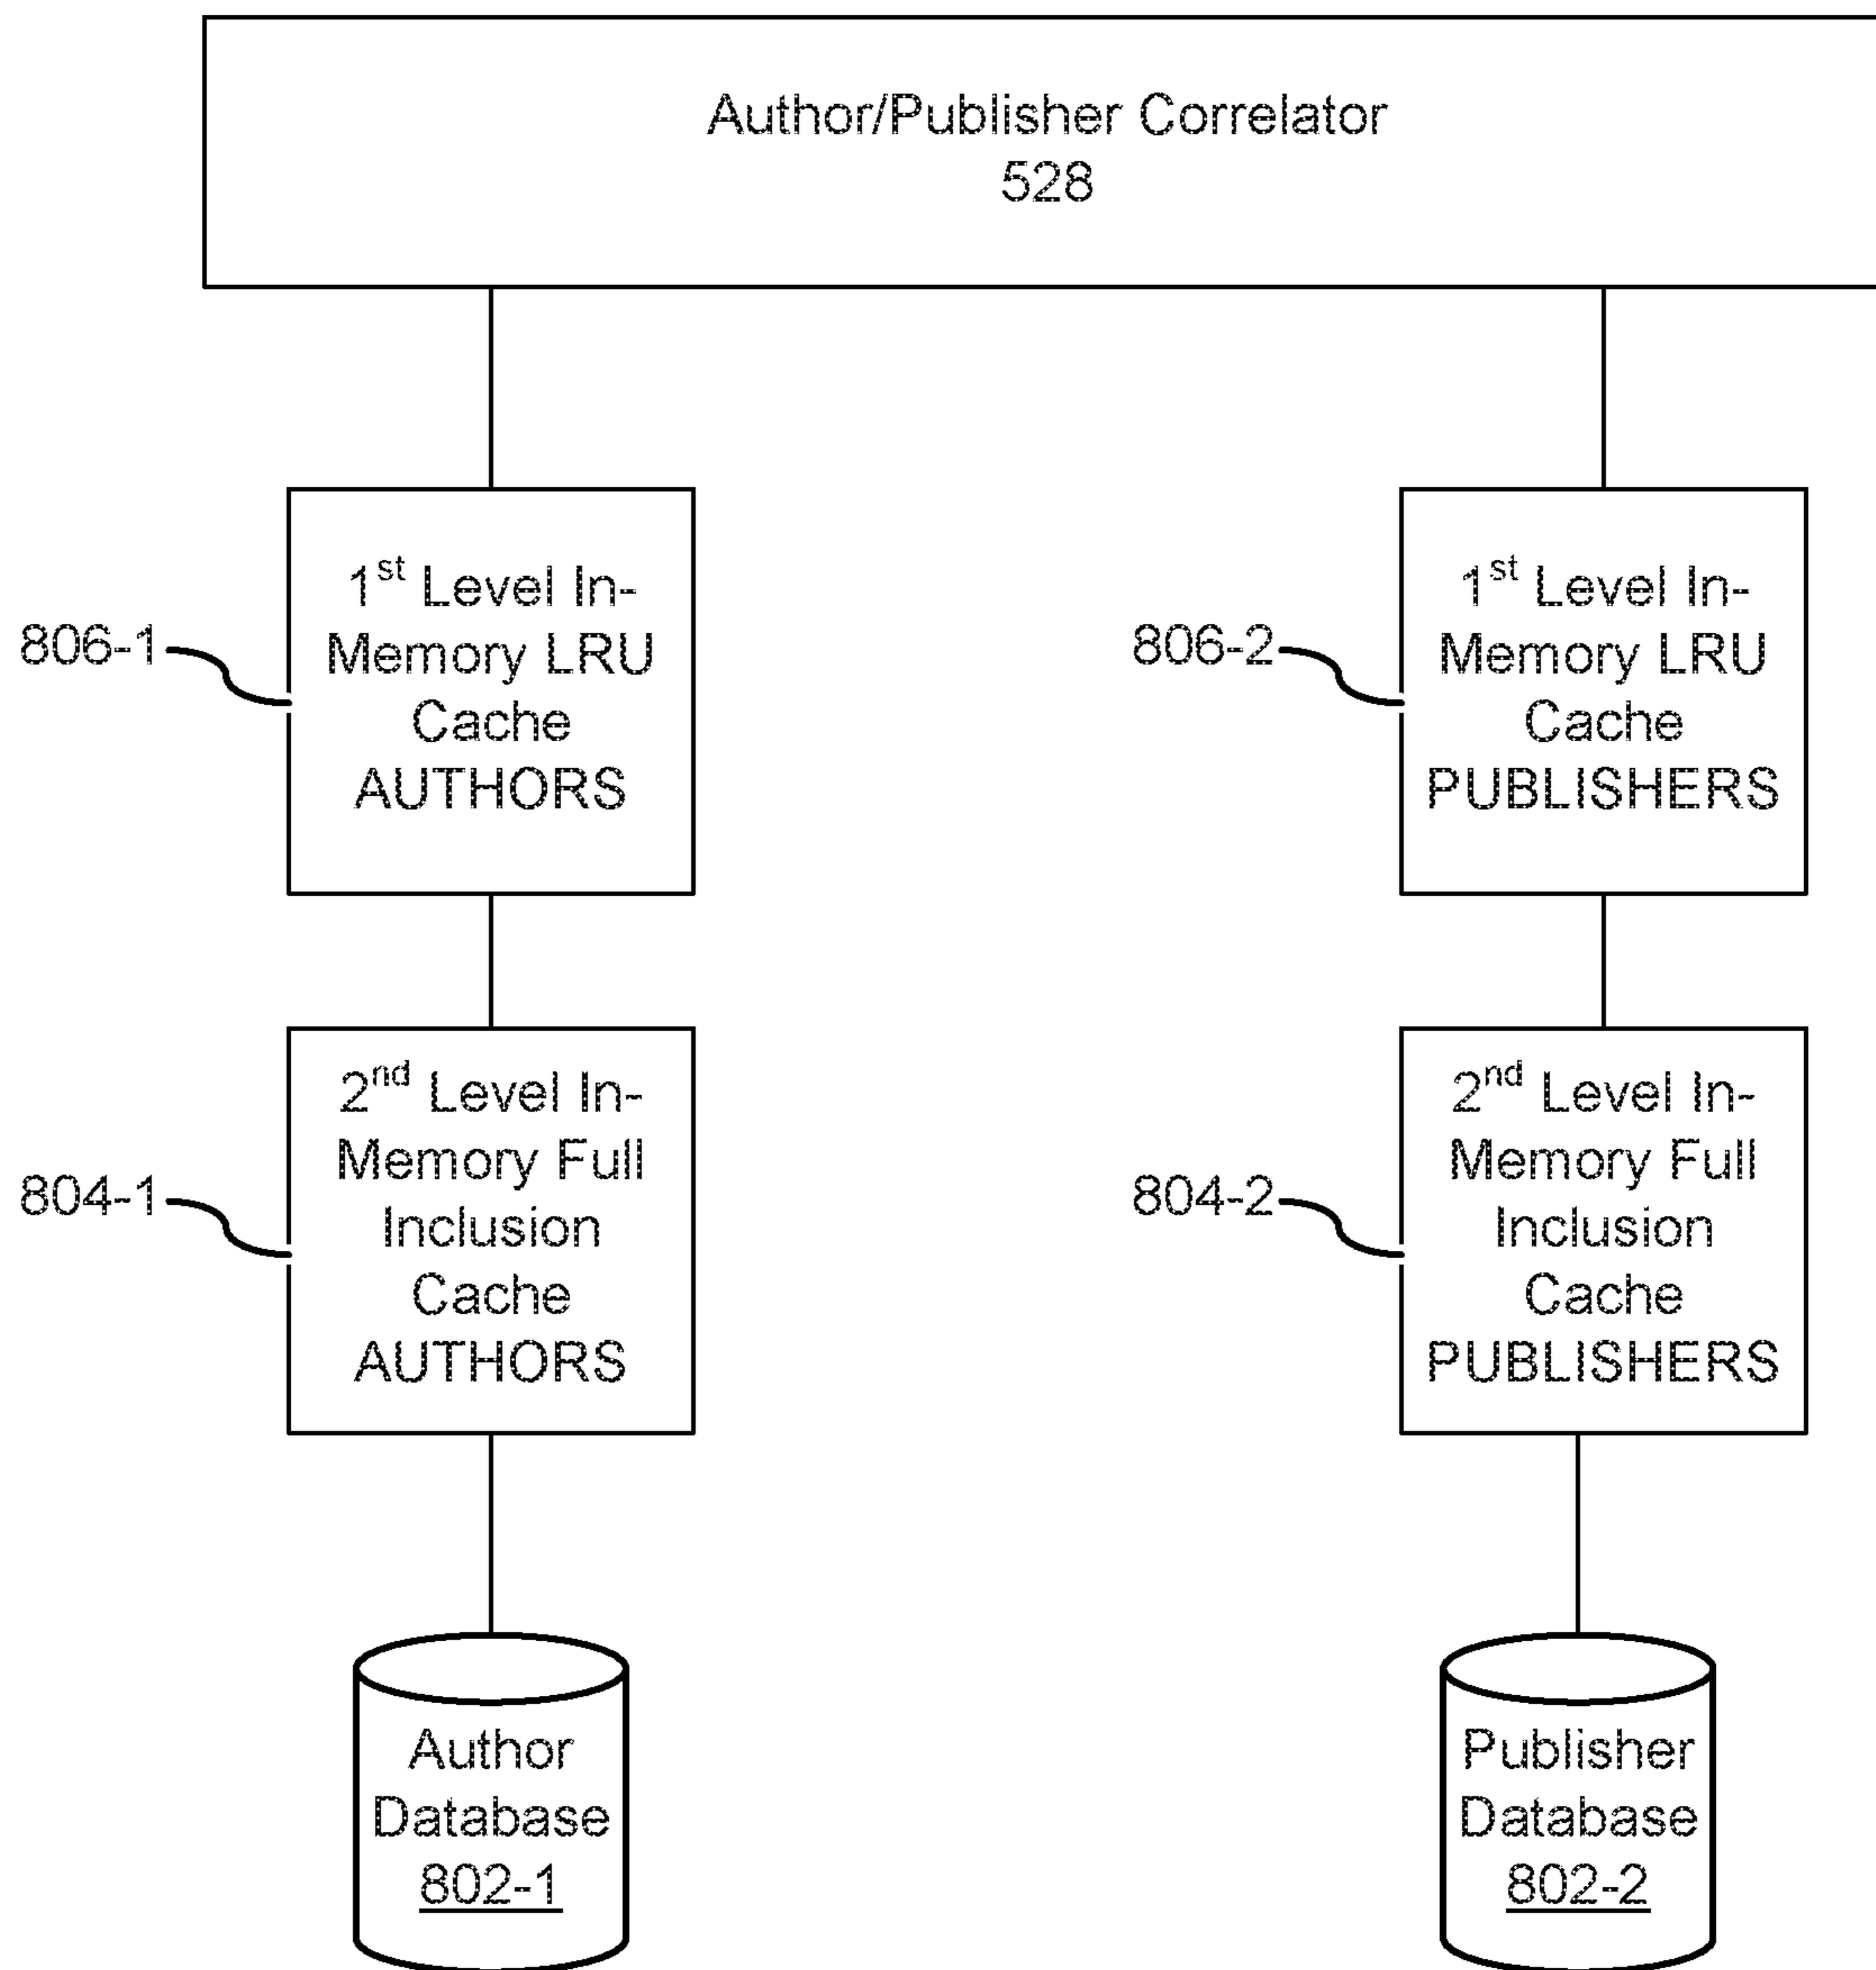 Author/Publisher Correlator
528
806-1
1st Level In-
Memory LRU
Cache
AUTHORS
806-2
1st Level In-
Memory LRU
Cache
PUBLISHERS
804-1
2nd Level In-
Memory Full
Inclusion
Cache
AUTHORS
804-2
2nd Level In-
Memory Full
Inclusion
Cache
PUBLISHERS
Author
Database
802-1
Publisher
Database
802-2